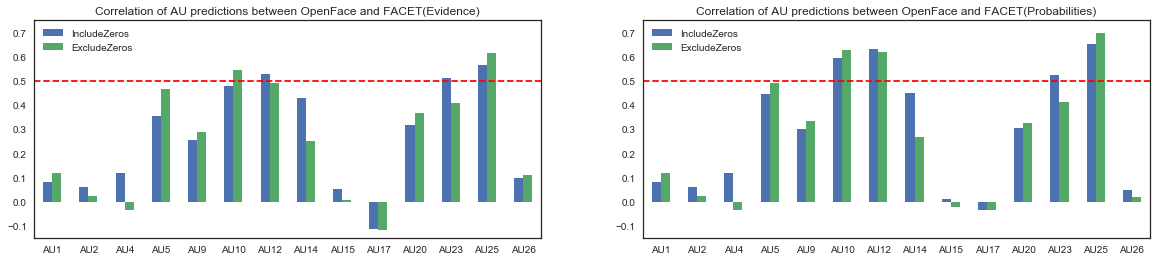 Correlation of AU predictions between OpenFace and FACET(Evidence)
IncludeZeros
ExcludeZeros
0.7
0.6
0.5
0.4
0.3
0.2
0.1
0.0
−0.1
AU1 AU2 AU4 AU5 AU9 AU10 AU12 AU14 AU15 AU17 AU20 AU23 AU25 AU26
Correlation of AU predictions between OpenFace and FACET(Probabilities)
IncludeZeros
ExcludeZeros
0.7
0.6
0.5
0.4
0.3
0.2
0.1
0.0
−0.1
AU1 AU2 AU4 AU5 AU9 AU10 AU12 AU14 AU15 AU17 AU20 AU23 AU25 AU26